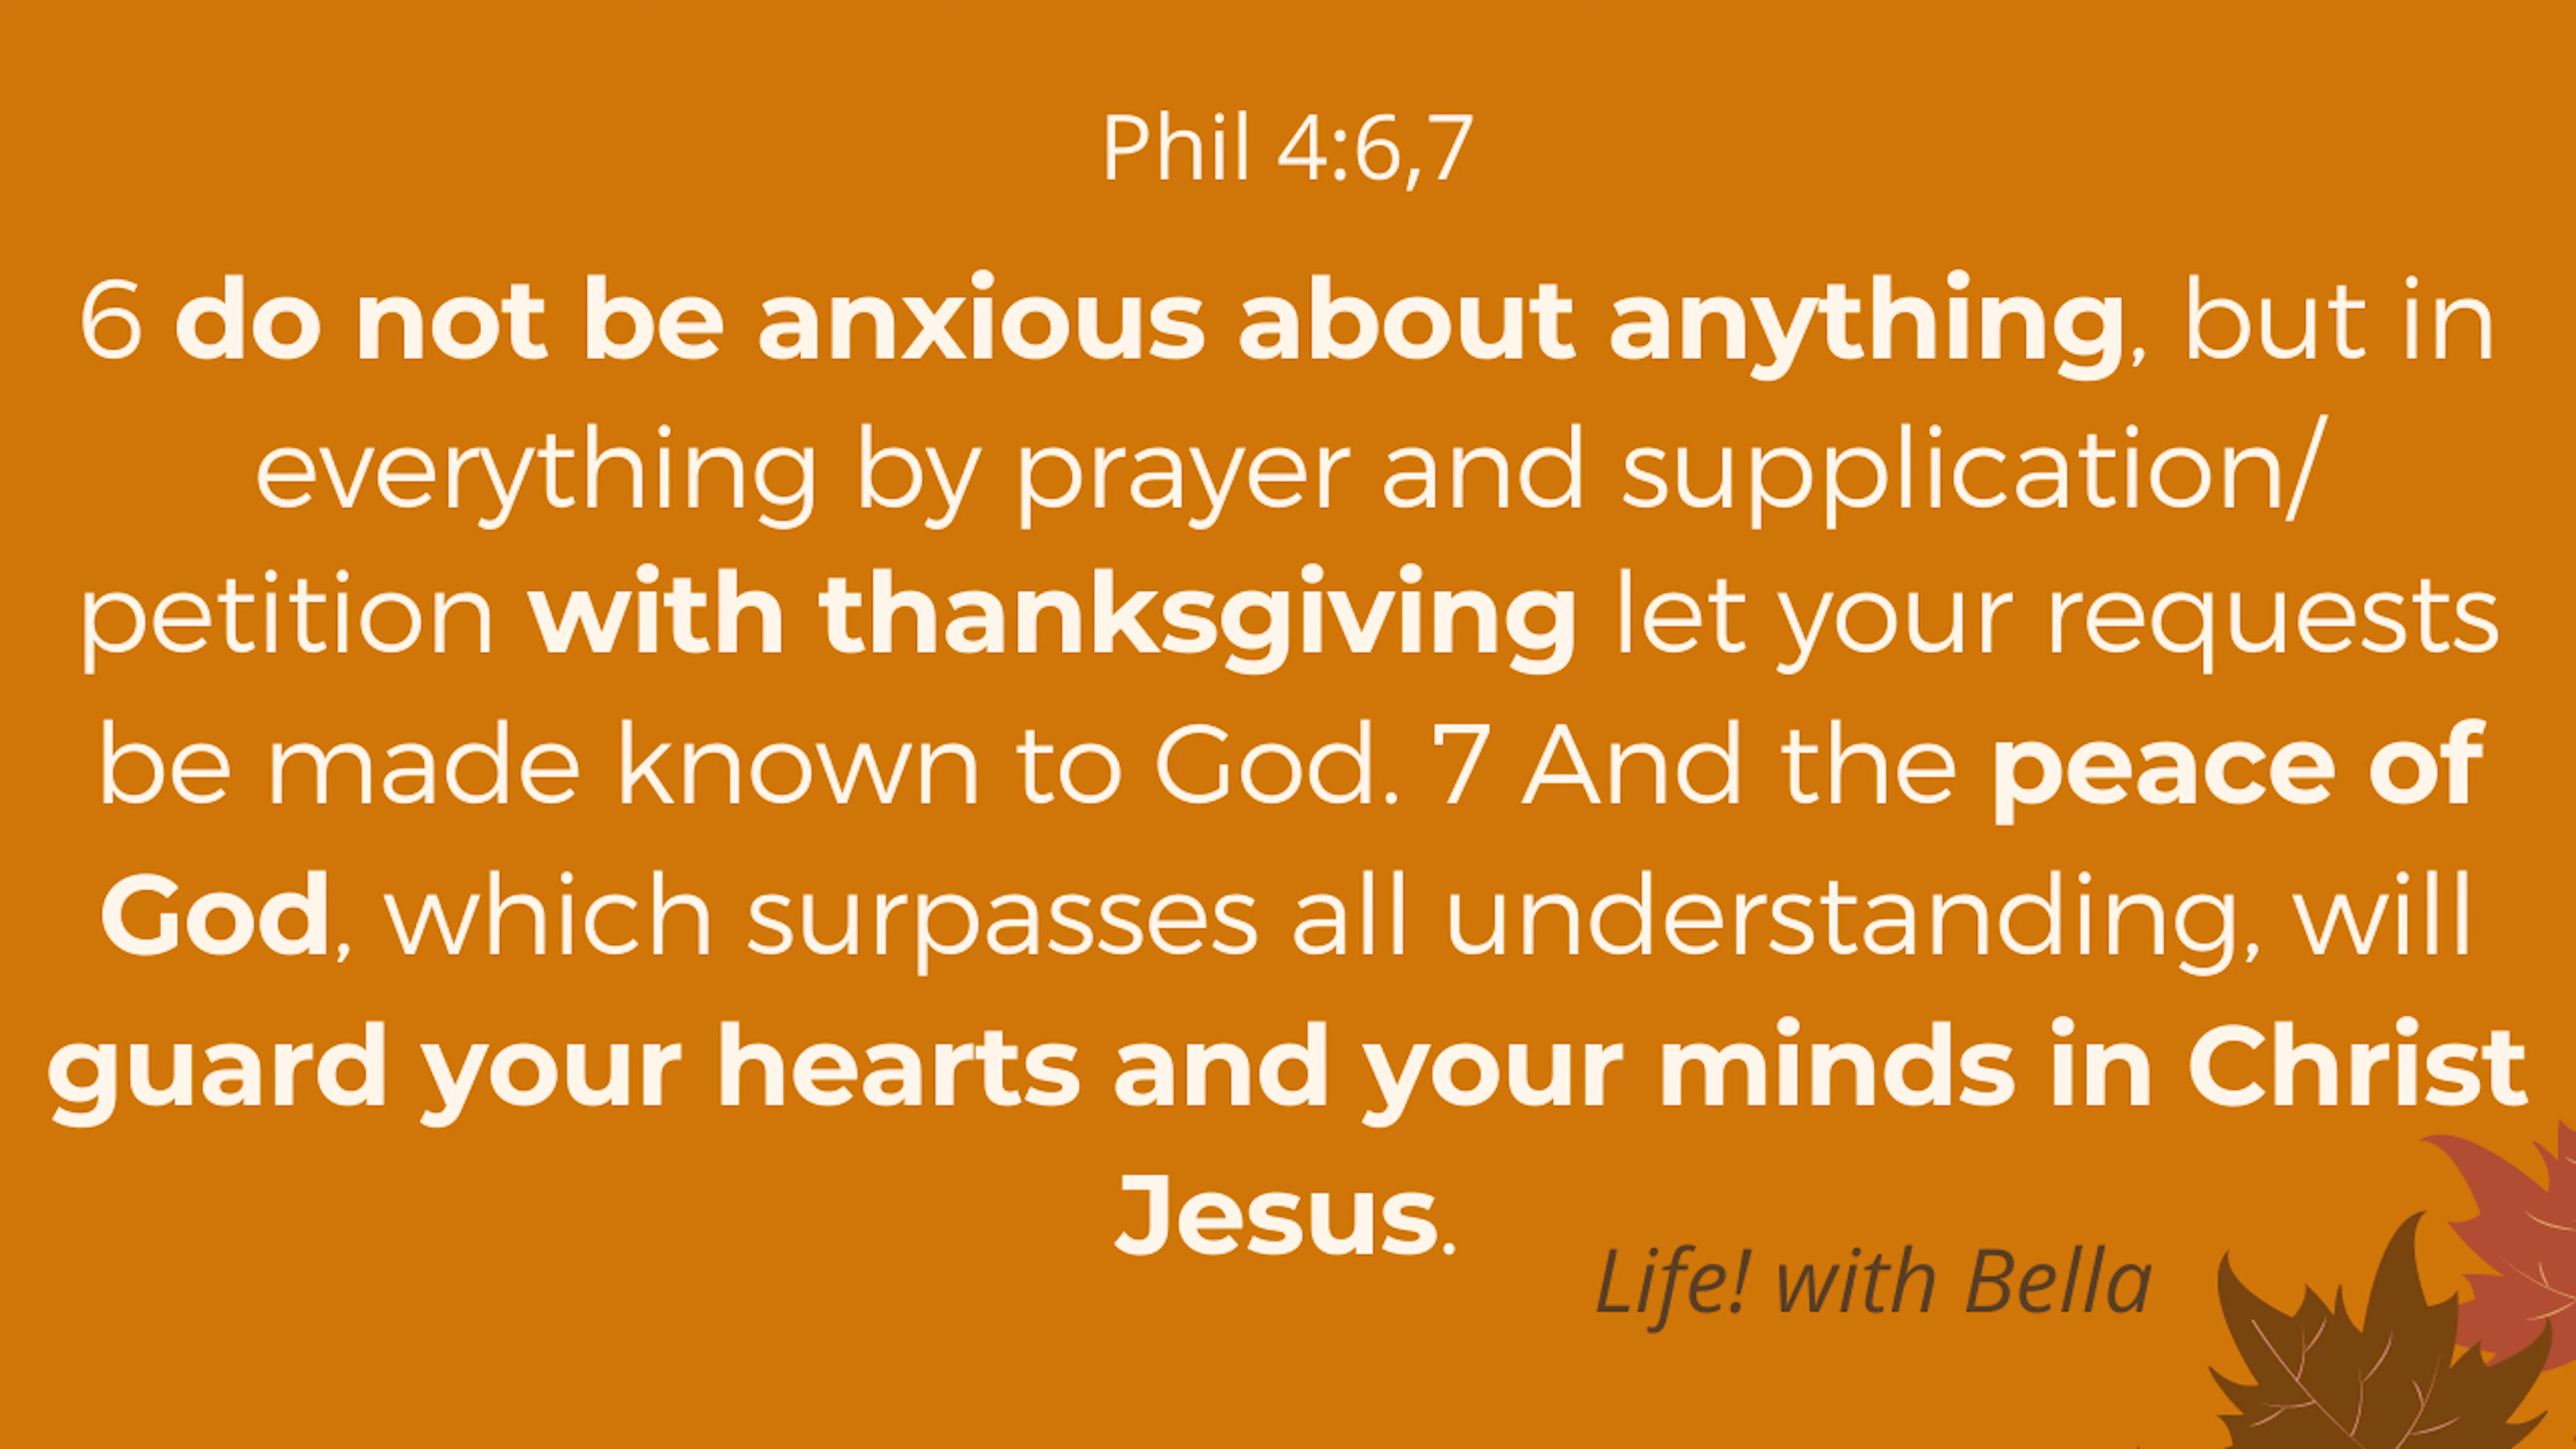 Phil 4:6,7
6 do not be anxious about anything, but in
everything by prayer and supplication/
petition with thanksgiving let your requests
be made known to God. 7 And the peace of
God, which surpasses all understanding, will
guard your hearts and your minds in Christ
Jesus.
Life! with Bella